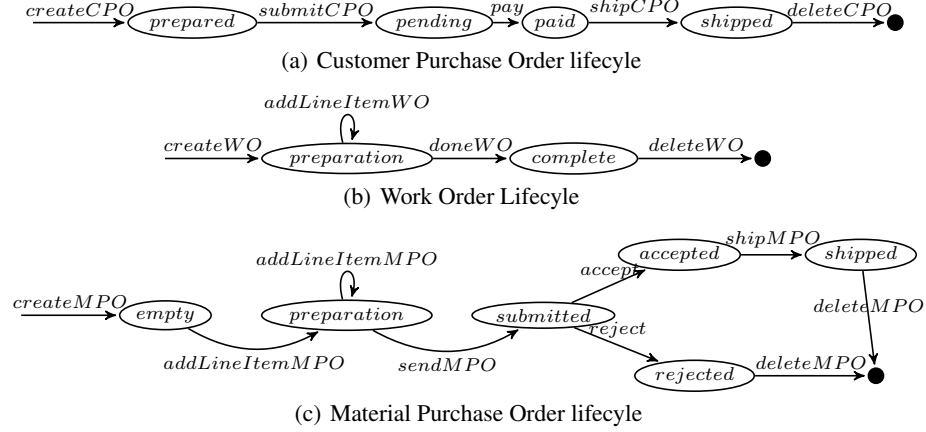 createCPO prepared submitCPO pending pay paid shipCPO shipped deleteCPO
(a) Customer Purchase Order lifecyle
addLineItemWO
createWO preparation doneWO complete deleteWO
(b) Work Order Lifecyle
addLineItemMPO
createMPO empty addLineItemMPO preparation sendMPO submitted
accept accepted shipMPO shipped deleteMPO
reject rejected deleteMPO
(c) Material Purchase Order lifecyle